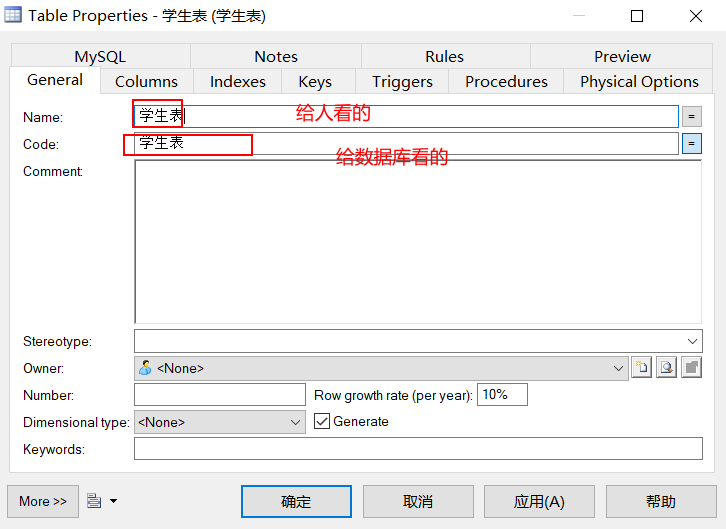 Table Properties - 学生表 (学生表)
MySQL Notes Rules Preview
General Columns Indexes Keys Triggers Procedures Physical Options
Name: 学生表 给人看的 =
Code: 学生表 =
给数据库看的
Comment:
Stereotype:
Owner: <None>
Number: Row growth rate (per year): 10%
Dimensional type: <None> Generate
Keywords:
More >> 确定 取消 应用(A) 帮助